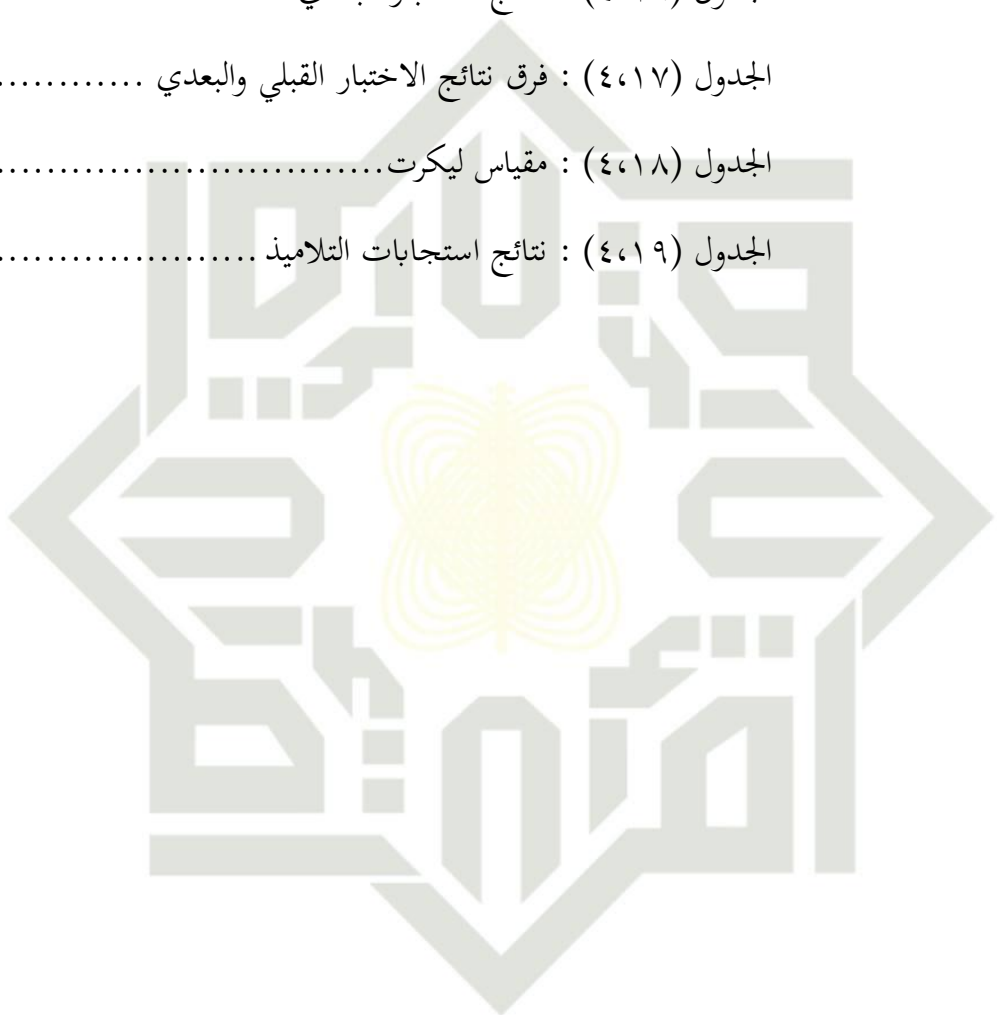 الجدول (٤،١٧) : فرق نتائج الاختبار القبلي والبعدي ............
الجدول (٤،١٨) : مقياس ليكرت................................
الجدول (٤،١٩) : نتائج استجابات التلاميذ ......................